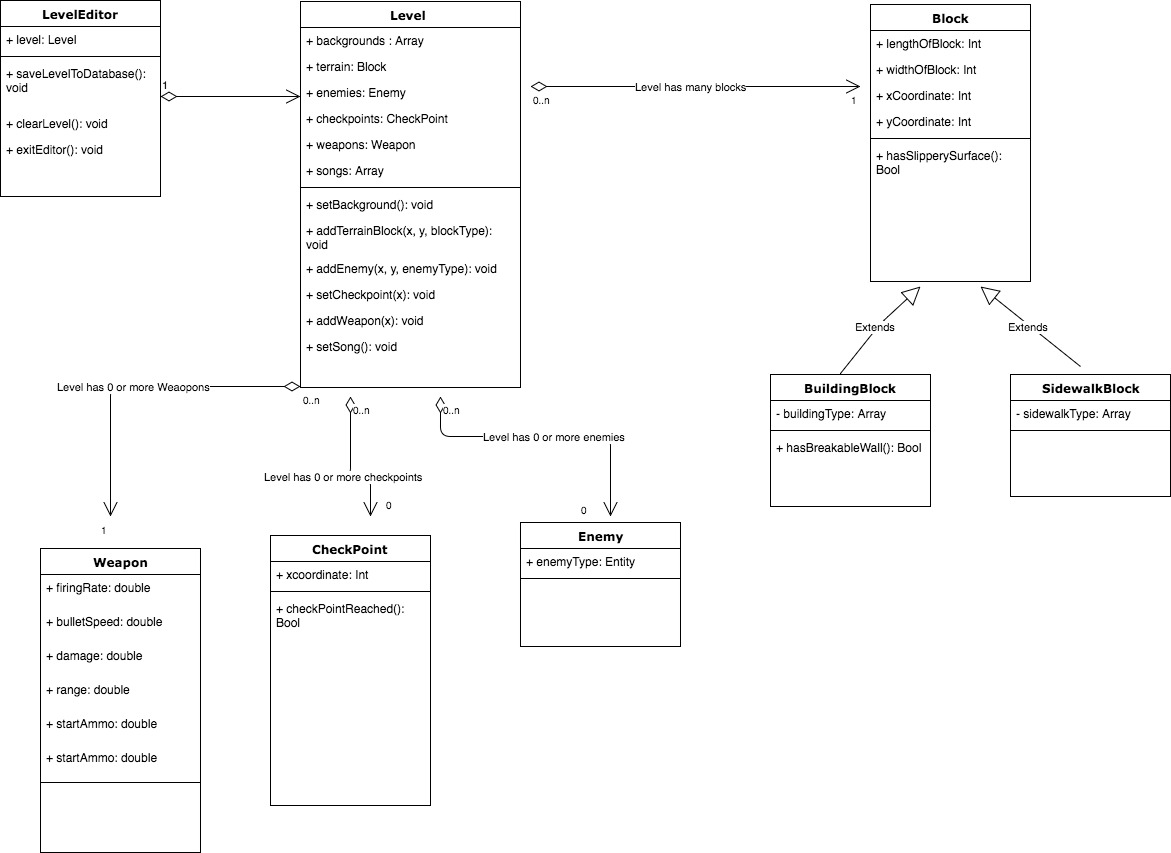 LevelEditor
+ level: Level
+ saveLevelToDatabase():
void
+ clearLevel(): void
+ exitEditor(): void
1
Level
+ backgrounds : Array
+ terrain: Block
+ enemies: Enemy
+ checkpoints: CheckPoint
+ weapons: Weapon
+ songs: Array
+ setBackground(): void
+ addTerrainBlock(x, y, blockType):
void
+ addEnemy(x, y, enemyType): void
+ setCheckpoint(x): void
+ addWeapon(x): void
+ setSong(): void
0..n
Level has many blocks
1
Block
+ lengthOfBlock: Int
+ widthOfBlock: Int
+ xCoordinate: Int
+ yCoordinate: Int
+ hasSlipperySurface():
Bool
Extends
Extends
BuildingBlock
- buildingType: Array
+ hasBreakableWall(): Bool
SidewalkBlock
- sidewalkType: Array
Level has 0 or more Weaopons
0..n
1
0..n
Level has 0 or more checkpoints
0
0..n
Level has 0 or more enemies
0
Weapon
+ firingRate: double
+ bulletSpeed: double
+ damage: double
+ range: double
+ startAmmo: double
+ startAmmo: double
CheckPoint
+ xcoordinate: Int
+ checkPointReached():
Bool
Enemy
+ enemyType: Entity